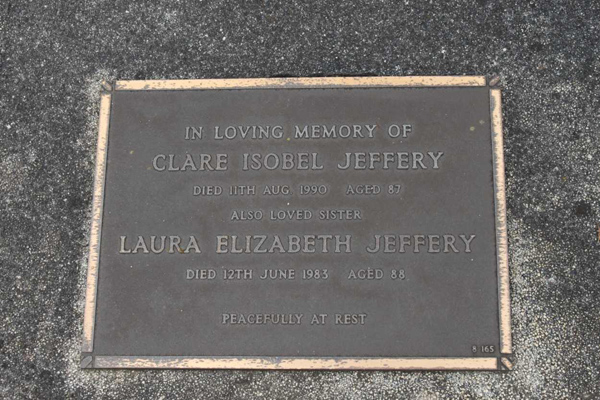 IN LOVING MEMORY OF
CLARE ISOBEL JEFFERY
DIED 11TH AUG 1990 AGED 87
ALSO LOVED SISTER
LAURA ELIZABETH JEFFERY
DIED 12TH JUNE 1983 AGED 88
PEACEFULLY AT REST
8 165